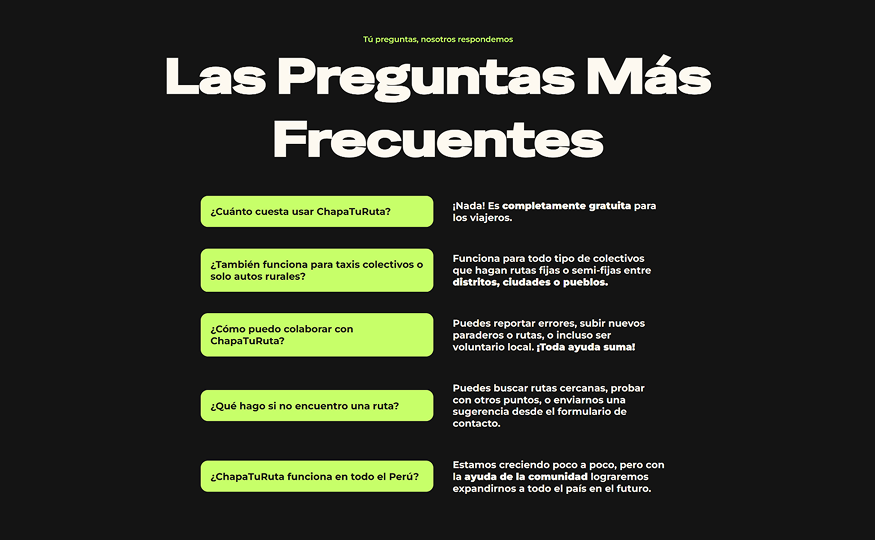 Tú preguntas, nosotros respondemos
Las Preguntas Más
Frecuentes
¿Cuánto cuesta usar ChapaTuRuta?
¡Nada! Es completamente gratuita para
los viajeros.
¿También funciona para taxis colectivos o
solo autos rurales?
Funciona para todo tipo de colectivos
que hagan rutas fijas o semi-fijas entre
distritos, ciudades o pueblos.
¿Cómo puedo colaborar con
ChapaTuRuta?
Puedes reportar errores, subir nuevos
paraderos o rutas, o incluso ser
voluntario local. ¡Toda ayuda suma!
¿Qué hago si no encuentro una ruta?
Puedes buscar rutas cercanas, probar
con otros puntos, o enviarnos una
sugerencia desde el formulario de
contacto.
¿ChapaTuRuta funciona en todo el Perú?
Estamos creciendo poco a poco, pero con
la ayuda de la comunidad lograremos
expandirnos a todo el país en el futuro.